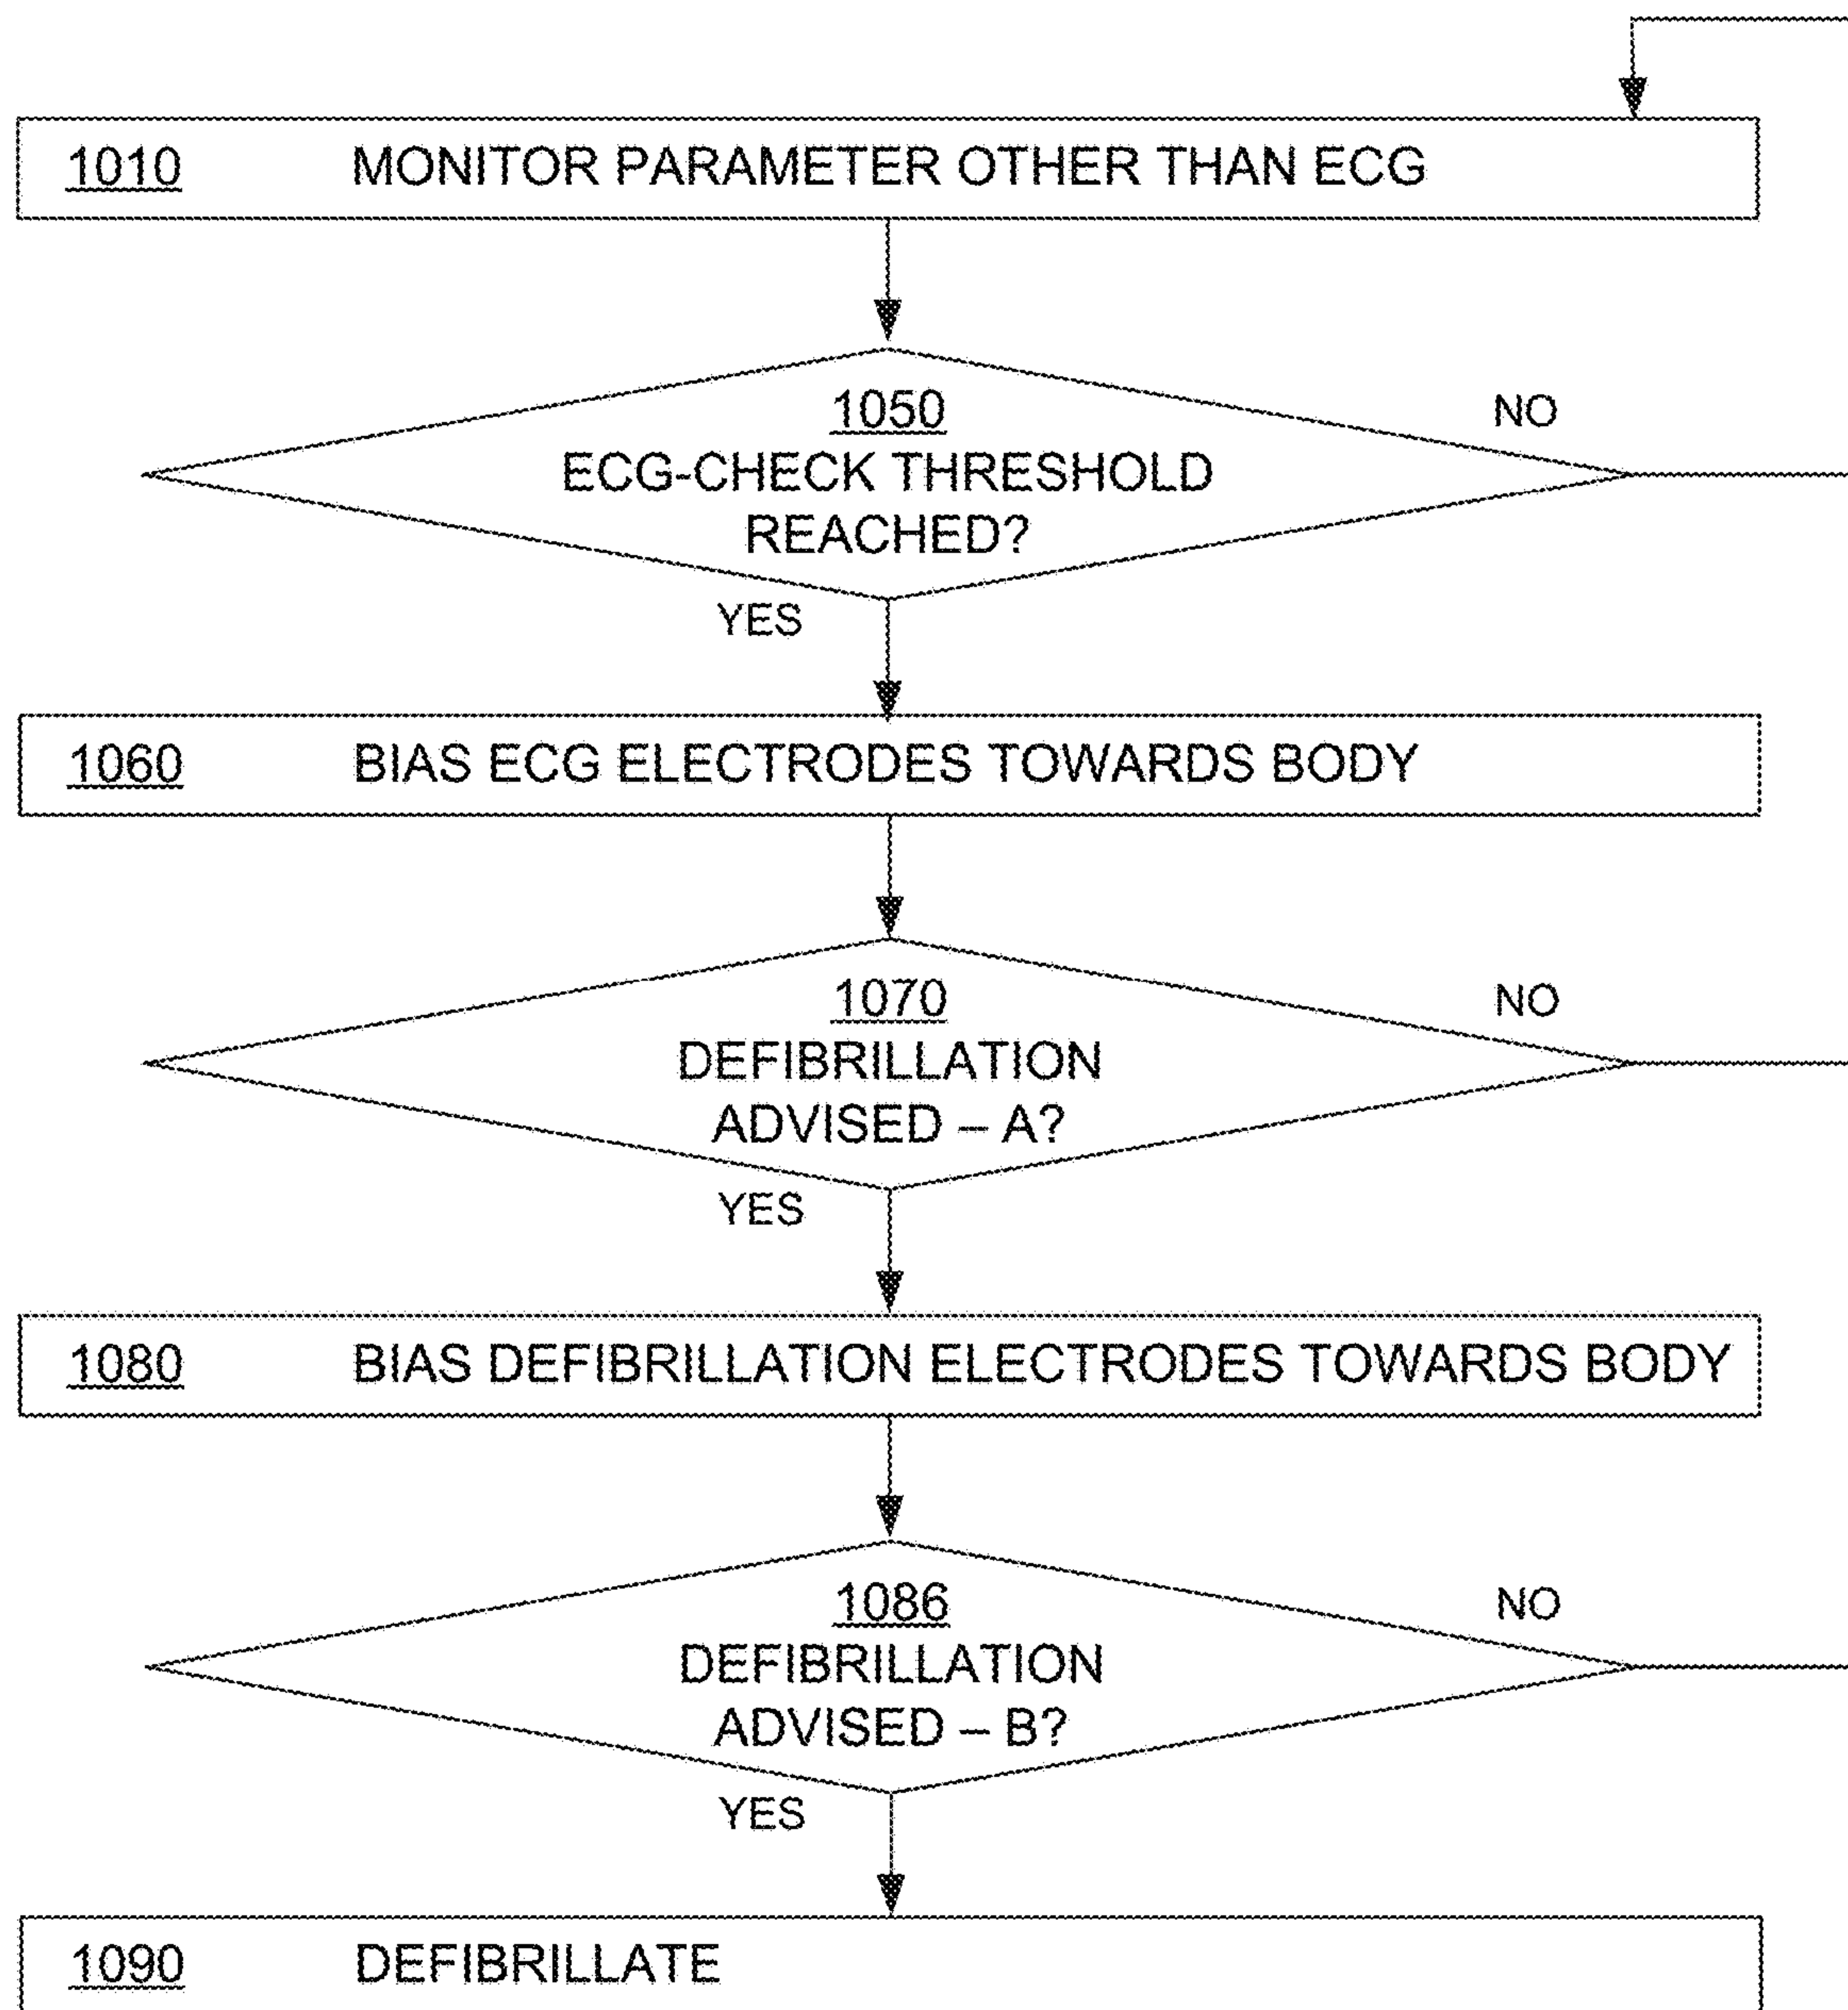 1010 MONITOR PARAMETER OTHER THAN ECG
1050
NO
ECG-CHECK THRESHOLD
REACHED?
YES
1060 BIAS ECG ELECTRODES TOWARDS BODY
1070
NO
DEFIBRILLATION
ADVISED – A?
YES
1080 BIAS DEFIBRILLATION ELECTRODES TOWARDS BODY
1086
NO
DEFIBRILLATION
ADVISED – B?
YES
1090 DEFIBRILLATE